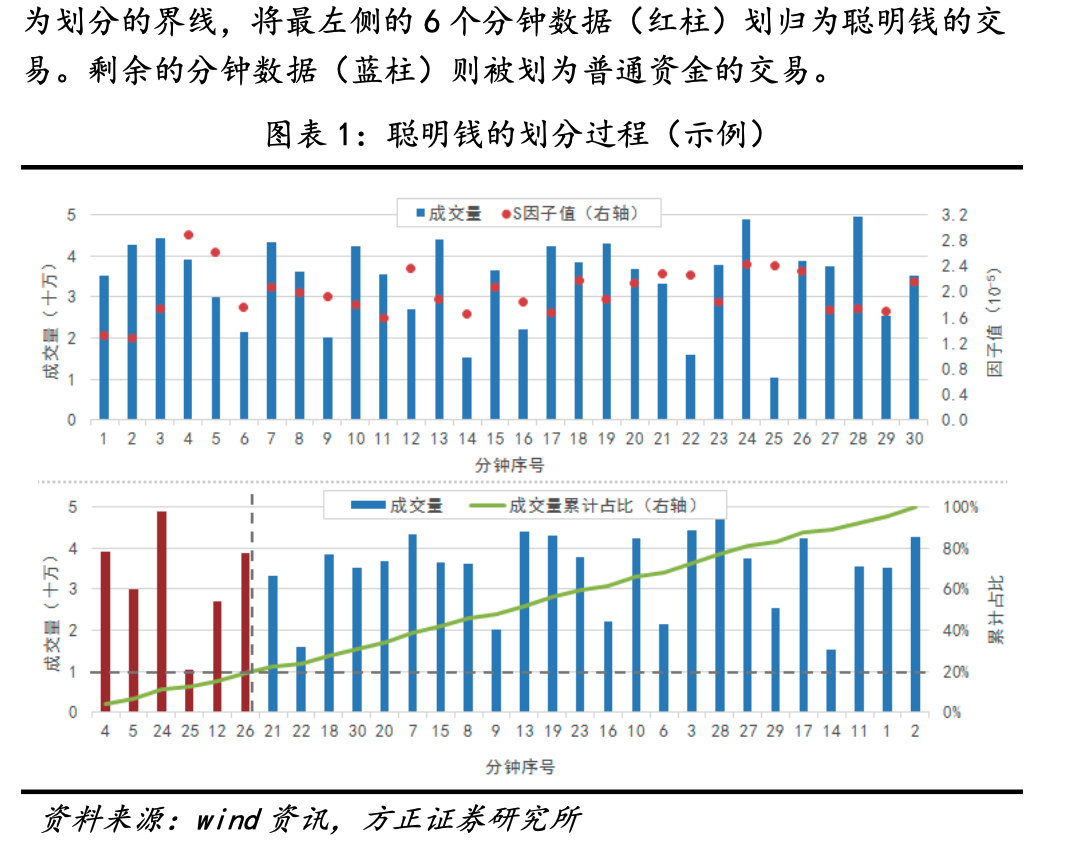 为划分的界线，将最左侧的 6 个分钟数据（红柱）划归为聪明钱的交
易。剩余的分钟数据（蓝柱）则被划为普通资金的交易。
图表 1：聪明钱的划分过程（示例）
成交量 S因子值（右轴）
成交量（十万）
5
4
3
2
1
0
3.2
2.8
2.4
2.0
1.6
1.2
0.8
0.4
0.0
因子值（10⁻⁵）
1 2 3 4 5 6 7 8 9 10 11 12 13 14 15 16 17 18 19 20 21 22 23 24 25 26 27 28 29 30
分钟序号
成交量 成交量累计占比（右轴）
成交量（十万）
5
4
3
2
1
0
100%
80%
60%
40%
20%
0%
累计占比
4 5 24 25 12 26 21 22 18 30 20 7 15 8 9 13 19 23 16 10 6 3 28 27 29 17 14 11 1 2
分钟序号
资料来源：wind 资讯，方正证券研究所